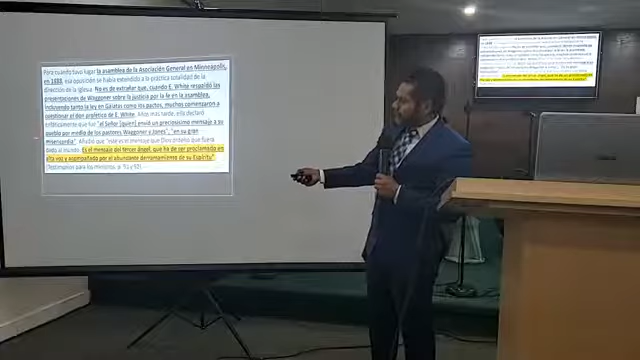 Para cuando tuvo lugar la asamblea de la Asociación General en Minneapolis,
en 1888, esa oposición se había extendido a la práctica totalidad de la
dirección de la iglesia. No es de extrañar que, cuando E. White respaldó las
presentaciones de Waggoner sobre la justicia por la fe en la asamblea,
incluyendo tanto la ley en Gálatas como los pactos, muchos comenzaron a
cuestionar el don profético de E. White. Años más tarde, ella declaró
enfáticamente que fue "el Señor [quien] envió un preciosísimo mensaje a
su pueblo por medio de los pastores Waggoner y Jones", "en su gran
misericordia". Añadió que "este es el mensaje que Dios ordenó que fuera
dado al mundo. Es el mensaje del tercer ángel, que ha de ser proclamado en
alta voz y acompañado por el abundante derramamiento de su Espíritu"
(Testimonios para los ministros, p. 91 y 92).